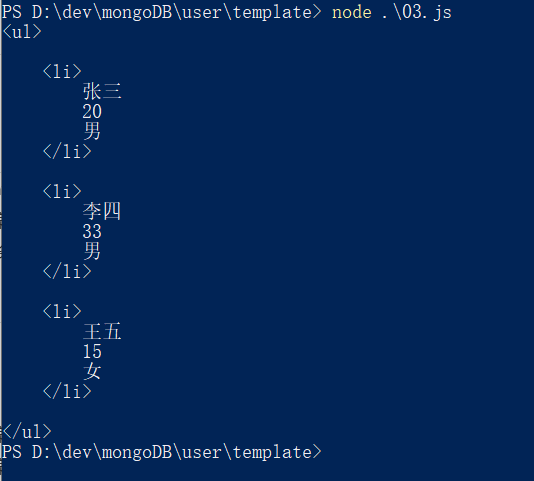 PS D:\dev\mongoDB\user\template> node .\03.js
<ul>
<li>
张三
20
男
</li>
<li>
李四
33
男
</li>
<li>
王五
15
女
</li>
</ul>
PS D:\dev\mongoDB\user\template>